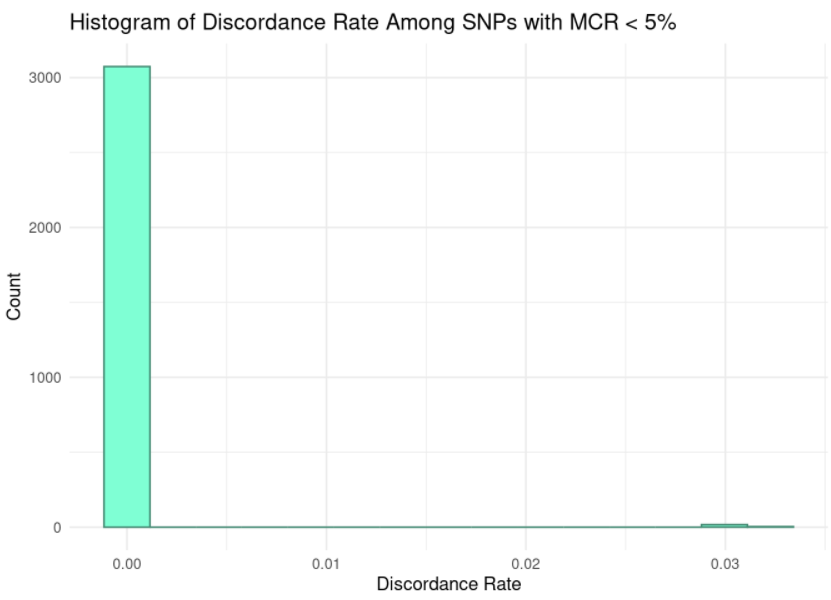 Histogram of Discordance Rate Among SNPs with MCR < 5%
3000
2000
1000
0
Count
0.00 0.01 0.02 0.03
Discordance Rate